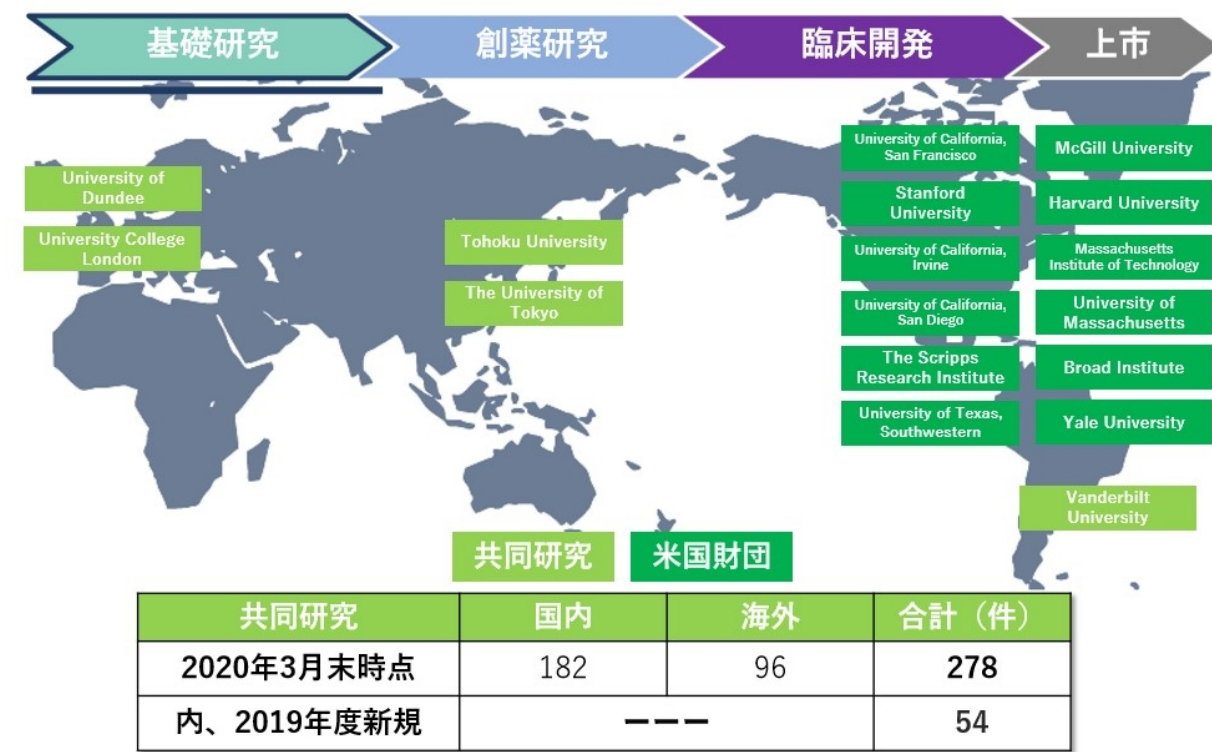 基礎研究
創薬研究
臨床開発
上市
University of
Dundee
University College
London
Tohoku University
The University of
Tokyo
University of California,
San Francisco
Stanford
University
University of California,
Irvine
University of California,
San Diego
The Scripps
Research Institute
University of Texas,
Southwestern
McGill University
Harvard University
Massachusetts
Institute of Technology
University of
Massachusetts
Broad Institute
Yale University
Vanderbilt
University
共同研究
米国財団
共同研究 国内 海外 合計（件）
2020年3月末時点 182 96 278
内、2019年度新規 ーーー 54